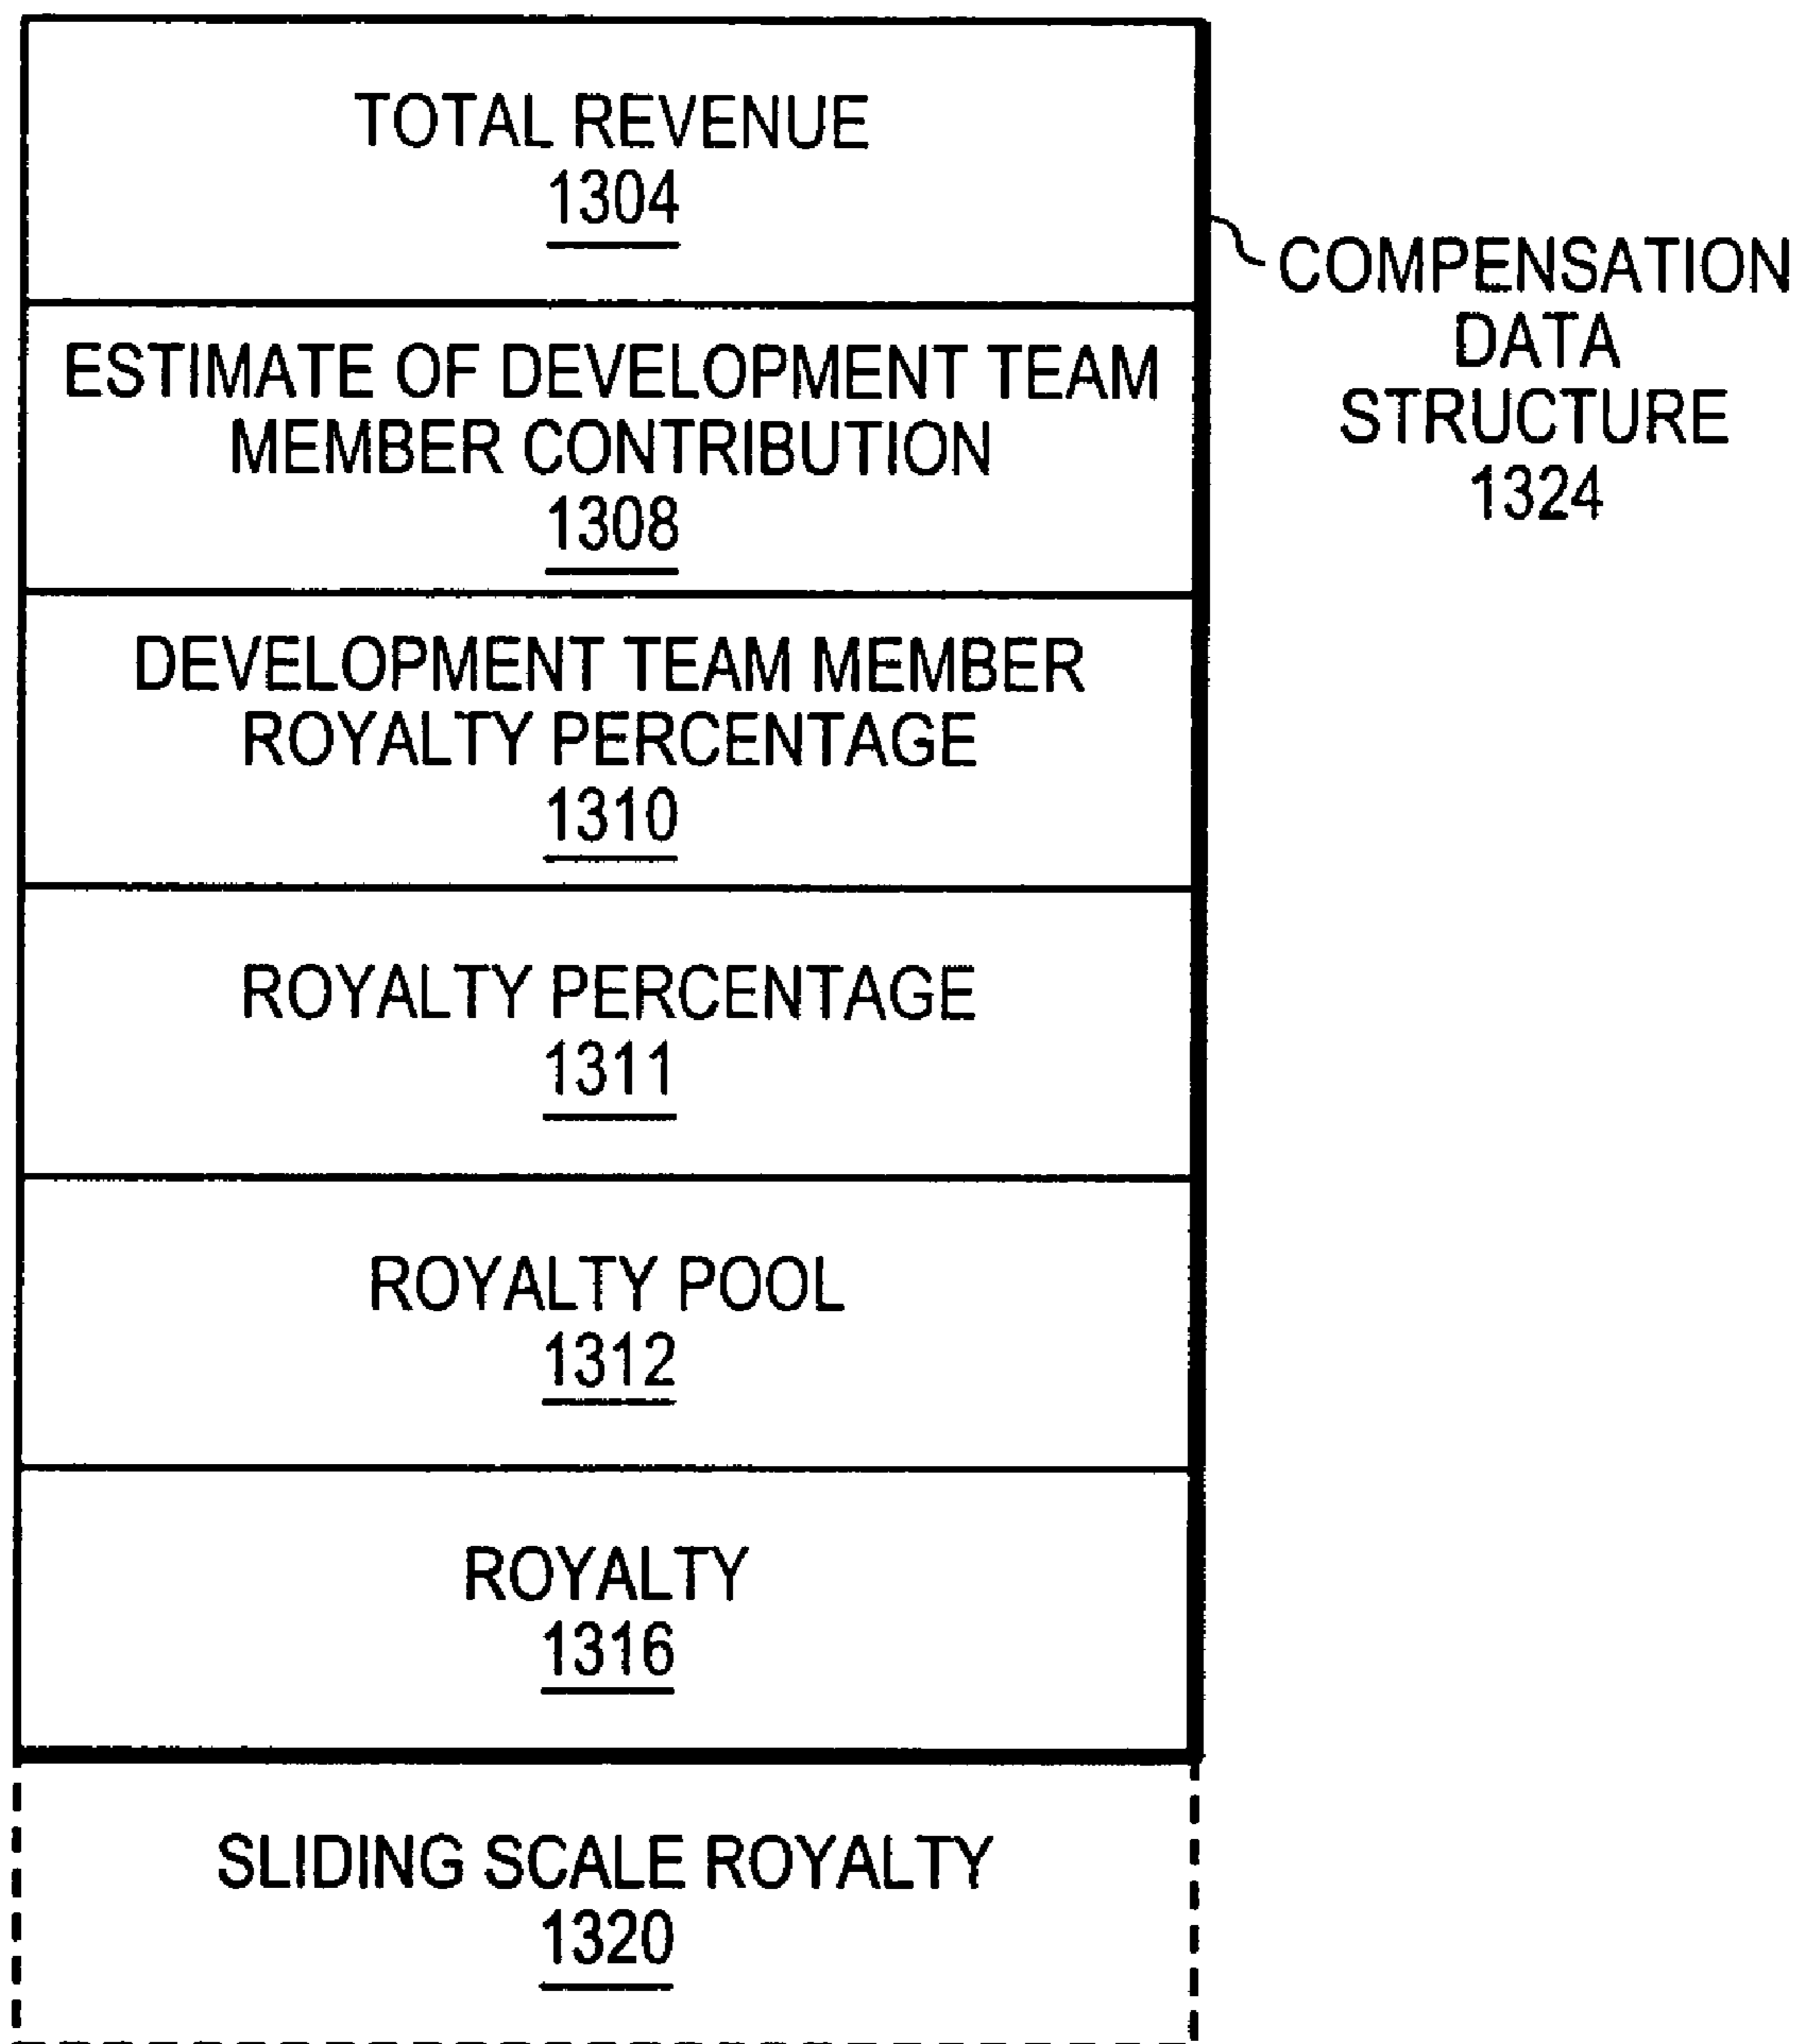 TOTAL REVENUE
1304
ESTIMATE OF DEVELOPMENT TEAM
MEMBER CONTRIBUTION
1308
DEVELOPMENT TEAM MEMBER
ROYALTY PERCENTAGE
1310
ROYALTY PERCENTAGE
1311
ROYALTY POOL
1312
ROYALTY
1316
SLIDING SCALE ROYALTY
1320
COMPENSATION
DATA
STRUCTURE
1324